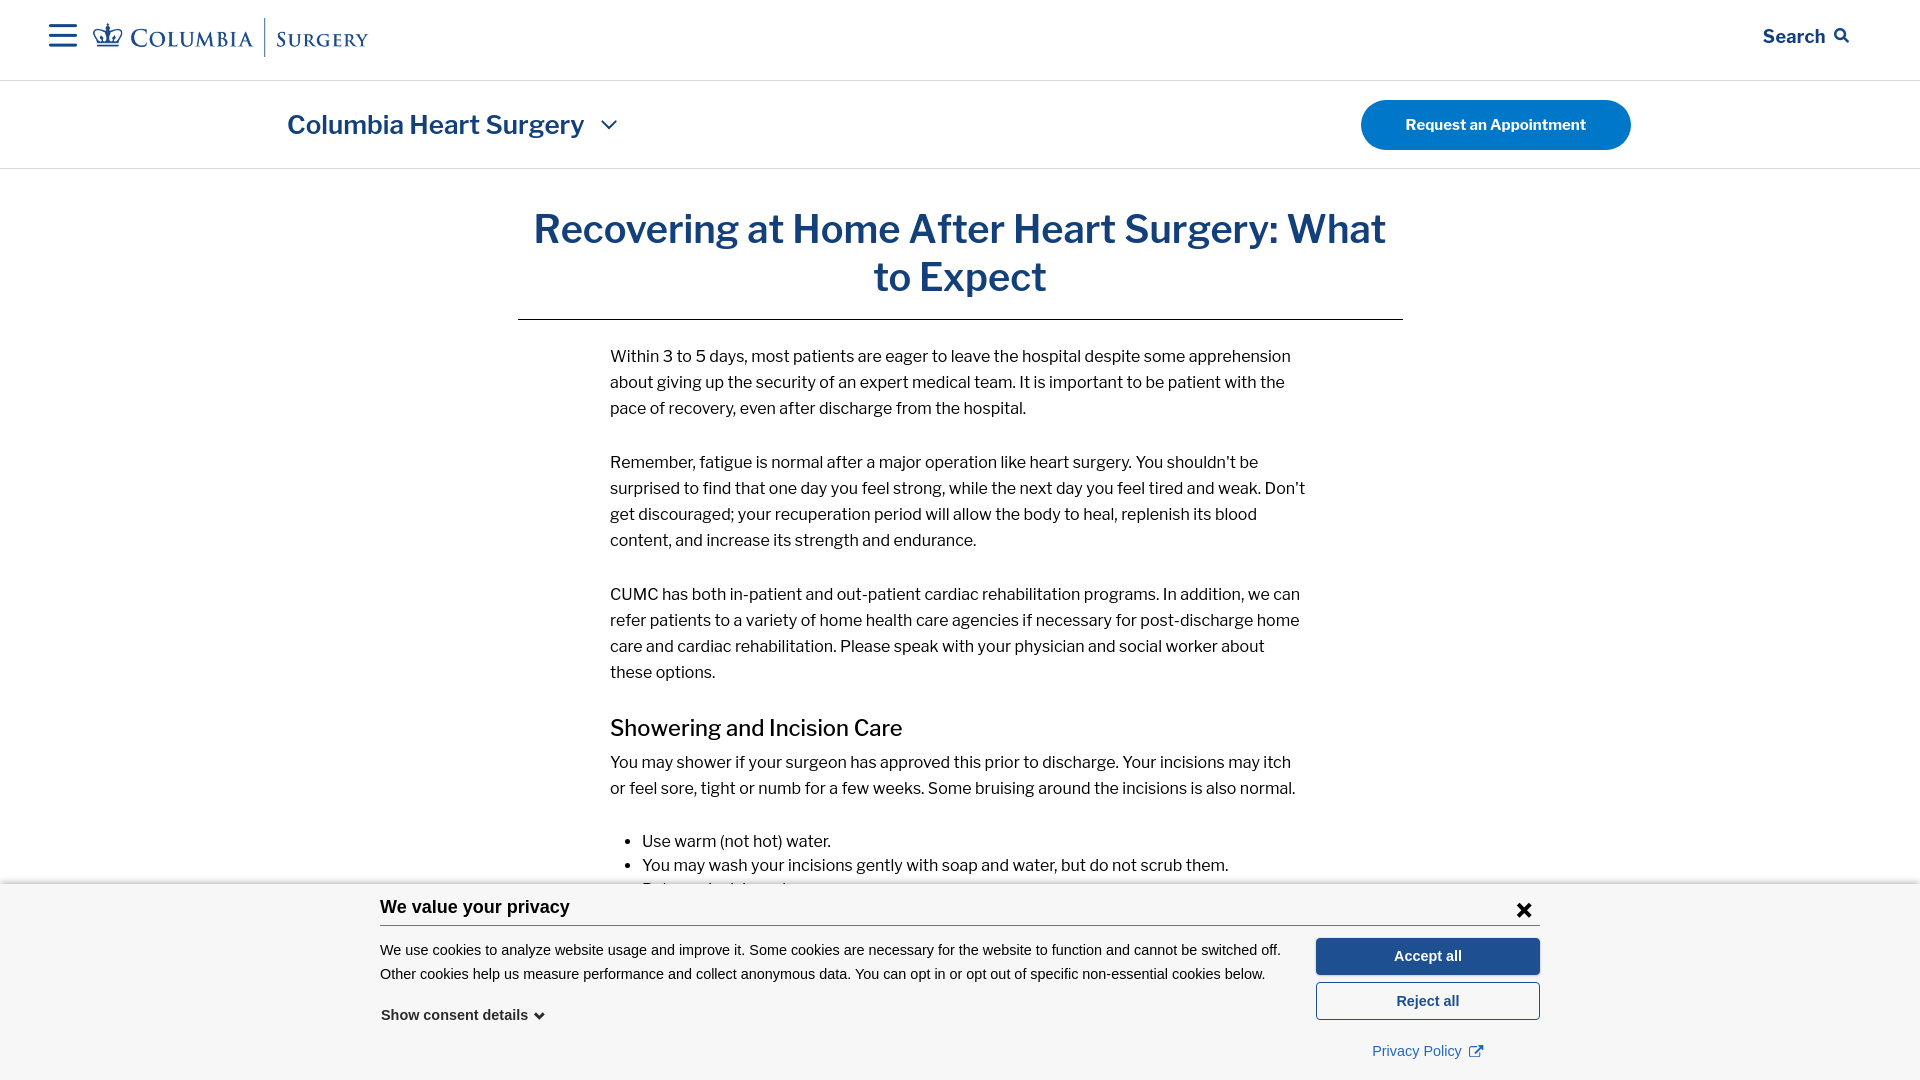 COLUMBIA SURGERY
Search
Columbia Heart Surgery
Request an Appointment
Recovering at Home After Heart Surgery: What
to Expect
Within 3 to 5 days, most patients are eager to leave the hospital despite some apprehension
about giving up the security of an expert medical team. It is important to be patient with the
pace of recovery, even after discharge from the hospital.
Remember, fatigue is normal after a major operation like heart surgery. You shouldn't be
surprised to find that one day you feel strong, while the next day you feel tired and weak. Don't
get discouraged; your recuperation period will allow the body to heal, replenish its blood
content, and increase its strength and endurance.
CUMC has both in-patient and out-patient cardiac rehabilitation programs. In addition, we can
refer patients to a variety of home health care agencies if necessary for post-discharge home
care and cardiac rehabilitation. Please speak with your physician and social worker about
these options.
Showering and Incision Care
You may shower if your surgeon has approved this prior to discharge. Your incisions may itch
or feel sore, tight or numb for a few weeks. Some bruising around the incisions is also normal.
• Use warm (not hot) water.
• You may wash your incisions gently with soap and water, but do not scrub them.
We value your privacy
We use cookies to analyze website usage and improve it. Some cookies are necessary for the website to function and cannot be switched off.
Other cookies help us measure performance and collect anonymous data. You can opt in or opt out of specific non-essential cookies below.
Show consent details
Accept all
Reject all
Privacy Policy